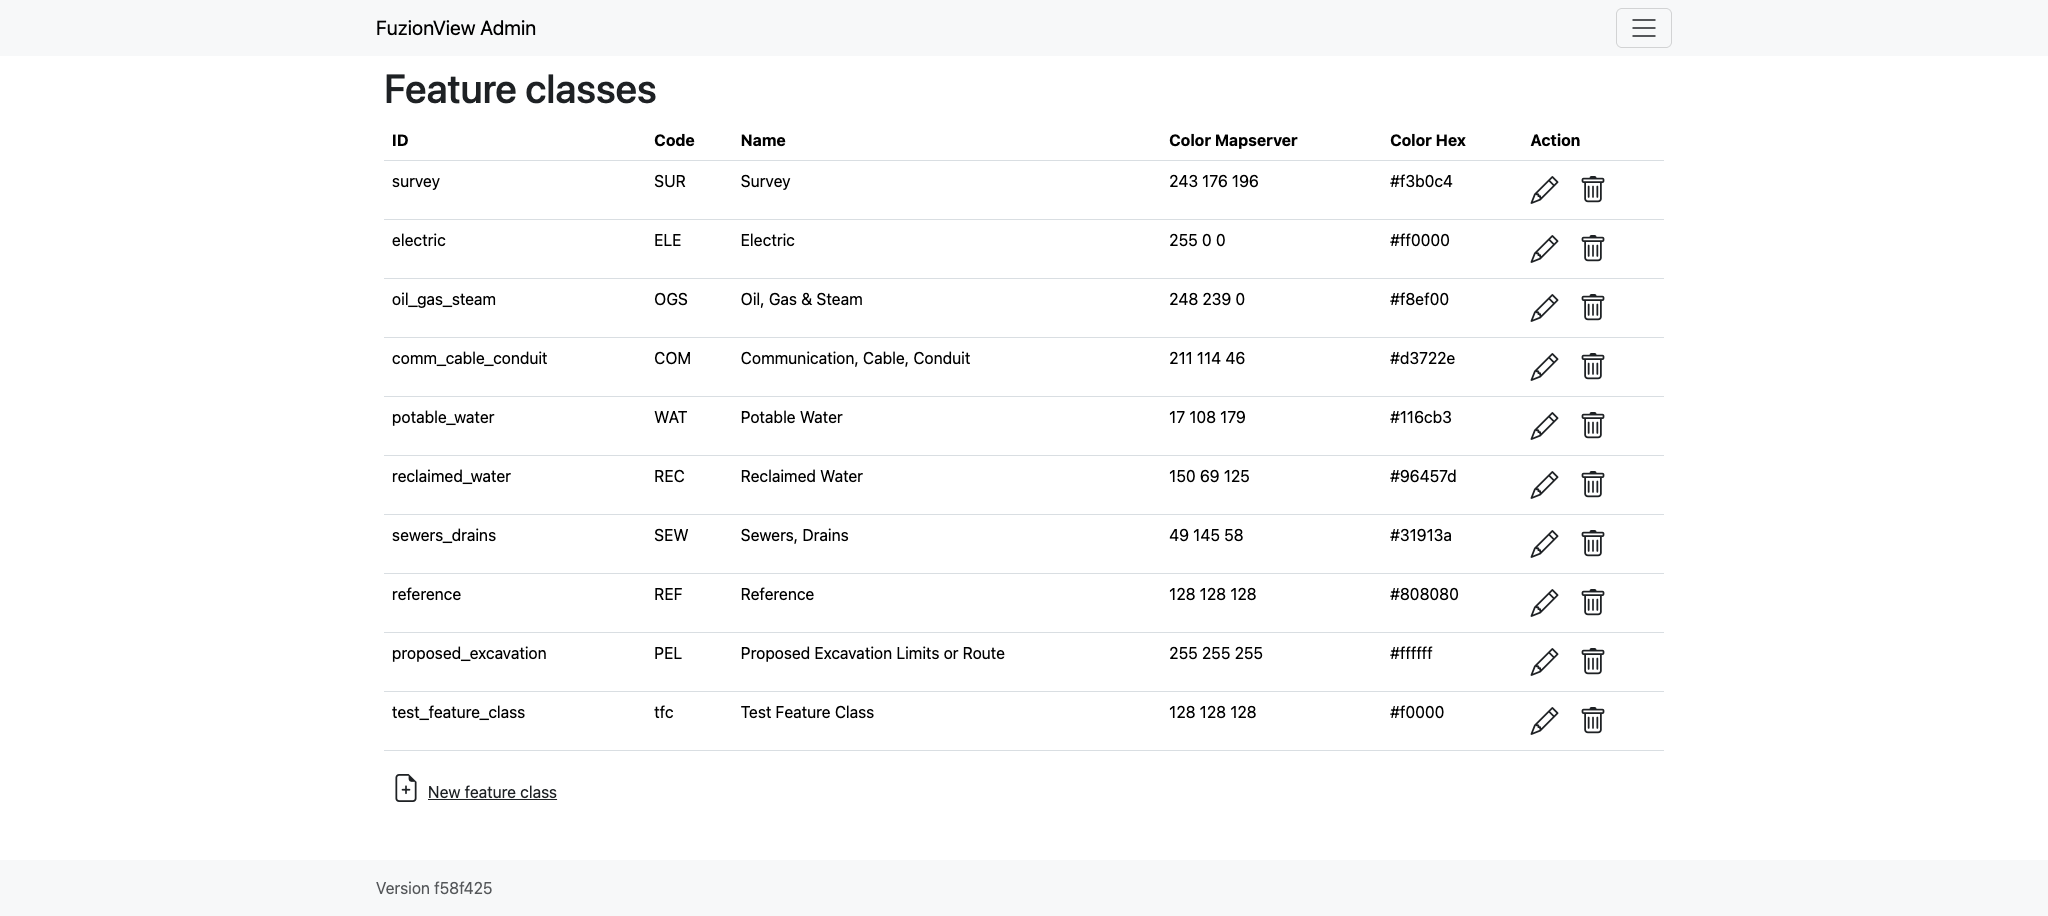 FuzionView Admin
Feature classes
ID Code Name Color Mapserver Color Hex Action
survey SUR Survey 243 176 196 #f3b0c4
electric ELE Electric 255 0 0 #ff0000
oil_gas_steam OGS Oil, Gas & Steam 248 239 0 #f8ef00
comm_cable_conduit COM Communication, Cable, Conduit 211 114 46 #d3722e
potable_water WAT Potable Water 17 108 179 #116cb3
reclaimed_water REC Reclaimed Water 150 69 125 #96457d
sewers_drains SEW Sewers, Drains 49 145 58 #31913a
reference REF Reference 128 128 128 #808080
proposed_excavation PEL Proposed Excavation Limits or Route 255 255 255 #ffffff
test_feature_class tfc Test Feature Class 128 128 128 #f0000
New feature class
Version f58f425